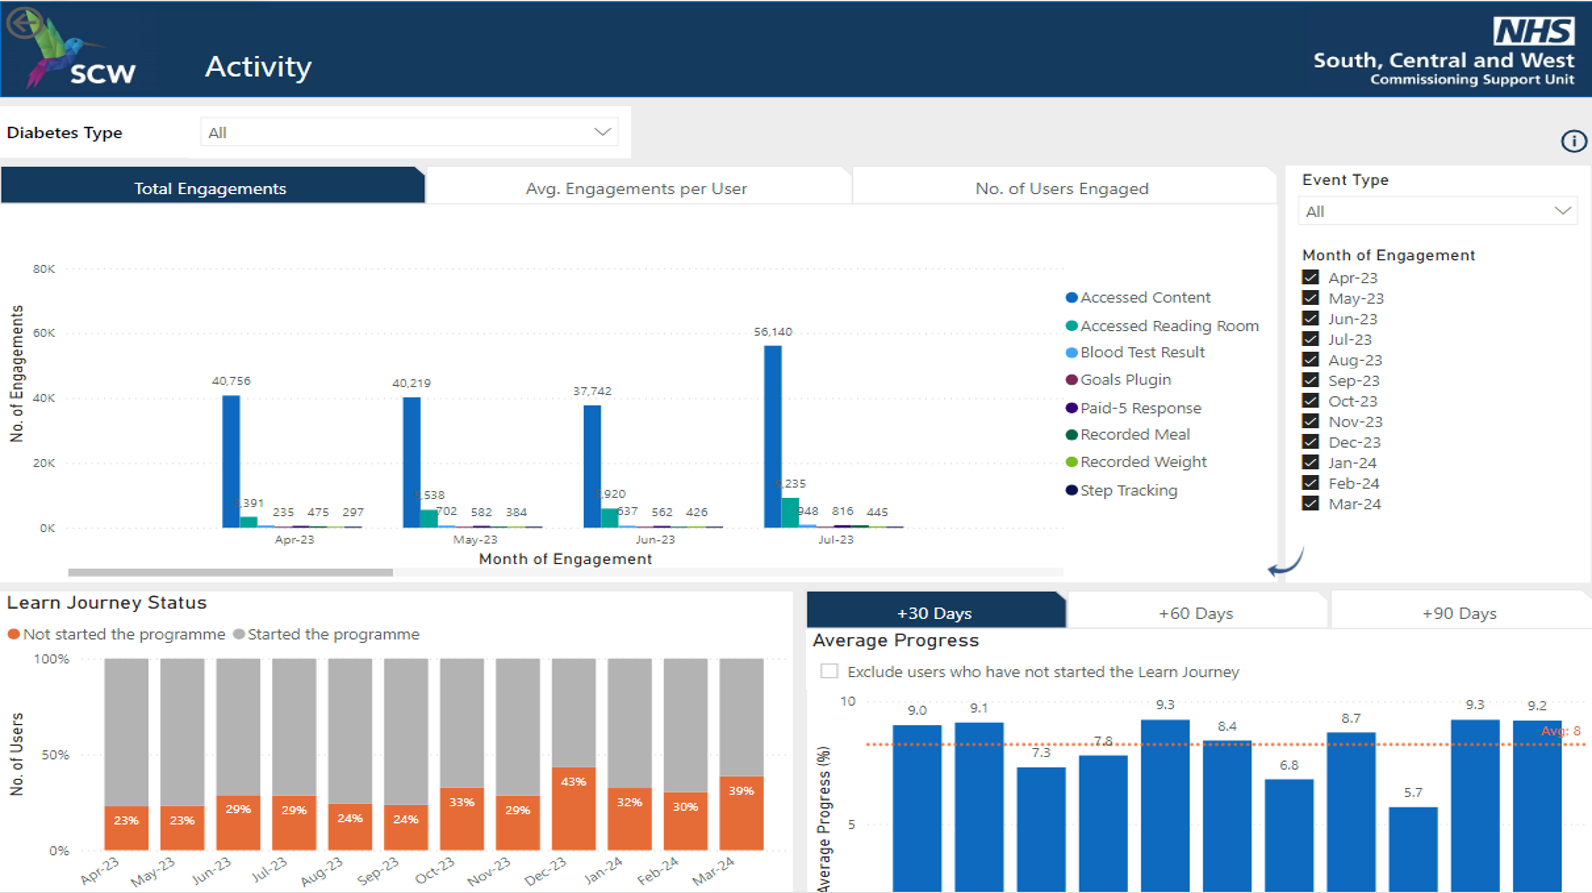 SCW
Activity
NHS
South, Central and West
Commissioning Support Unit
Diabetes Type
All
Total Engagements
Avg. Engagements per User
No. of Users Engaged
Event Type
All
Month of Engagement
Apr-23
May-23
Jun-23
Jul-23
Aug-23
Sep-23
Oct-23
Nov-23
Dec-23
Jan-24
Feb-24
Mar-24
No. of Engagements
80K
60K
40K
20K
0K
40,756
235
475
297
40,219
702
582
384
37,742
562
426
56,140
816
445
Apr-23
May-23
Jun-23
Jul-23
Month of Engagement
Accessed Content
Accessed Reading Room
Blood Test Result
Goals Plugin
Paid-5 Response
Recorded Meal
Recorded Weight
Step Tracking
Learn Journey Status
Not started the programme
Started the programme
No. of Users
100%
50%
0%
23%
23%
29%
29%
24%
24%
33%
29%
43%
32%
30%
39%
Apr-23
May-23
Jun-23
Jul-23
Aug-23
Sep-23
Oct-23
Nov-23
Dec-23
Jan-24
Feb-24
Mar-24
+30 Days
+60 Days
+90 Days
Average Progress
Exclude users who have not started the Learn Journey
Average Progress (%)
10
5
9.0
9.1
7.3
7.8
9.3
8.4
6.8
8.7
5.7
9.3
9.2
Avg: 8